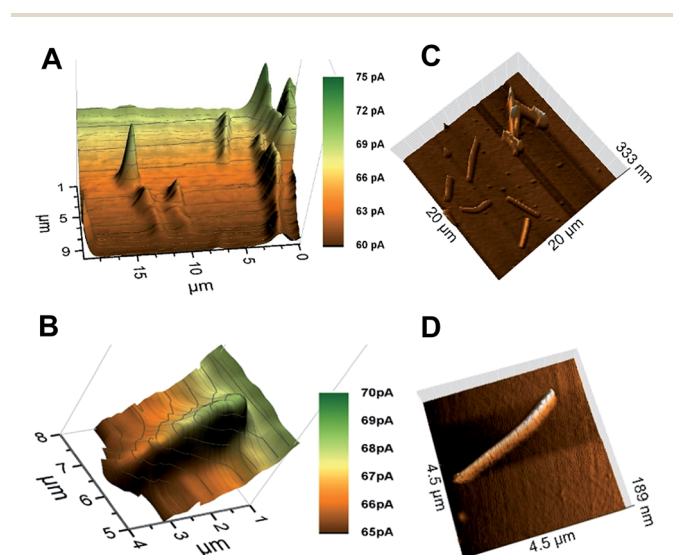 A
75 pA
72 pA
69 pA
66 pA
63 pA
60 pA
1
5
9
µm
15
10
5
0
µm
C
333 nm
20 µm
20 µm
B
70pA
69pA
68pA
67pA
66pA
65pA
8
7
6
5
µm
4
3
2
1
µm
D
4.5 µm
4.5 µm
189 nm